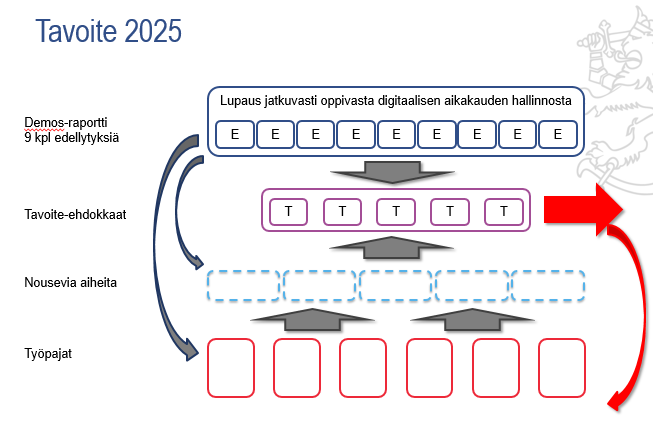 Tavoite 2025
Lupaus jatkuvasti oppivasta digitaalisen aikakauden hallinnosta
Demos-raportti
9 kpl edellytyksiä
E E E E E E E E E
Tavoite-ehdokkaat
T T T T T
Nousevia aiheita
Työpajat